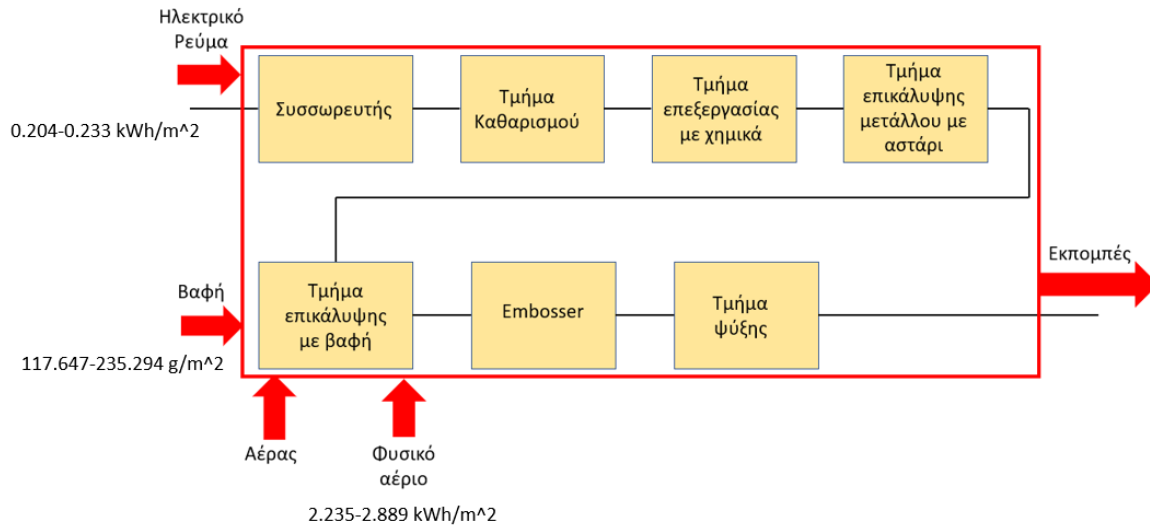 Ηλεκτρικό
Ρεύμα
0.204-0.233 kWh/m^2
Συσσωρευτής
Τμήμα
Καθαρισμού
Τμήμα
επεξεργασίας
με χημικά
Τμήμα
επικάλυψης
μετάλλου με
αστάρι
Εκπομπές
Βαφή
117.647-235.294 g/m^2
Τμήμα
επικάλυψης
με βαφή
Embosser
Τμήμα
ψύξης
Αέρας
Φυσικό
αέριο
2.235-2.889 kWh/m^2